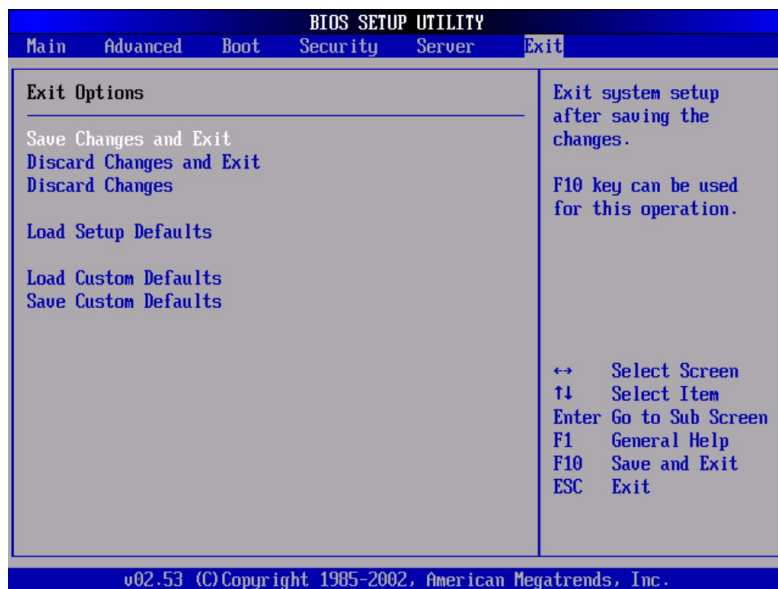 BIOS SETUP UTILITY
Main Advanced Boot Security Server Exit
Exit Options
Save Changes and Exit
Discard Changes and Exit
Discard Changes
Load Setup Defaults
Load Custom Defaults
Save Custom Defaults
Exit system setup
after saving the
changes.
F10 key can be used
for this operation.
↔ Select Screen
↑↓ Select Item
Enter Go to Sub Screen
F1 General Help
F10 Save and Exit
ESC Exit
v02.53 (C)Copyright 1985-2002, American Megatrends, Inc.